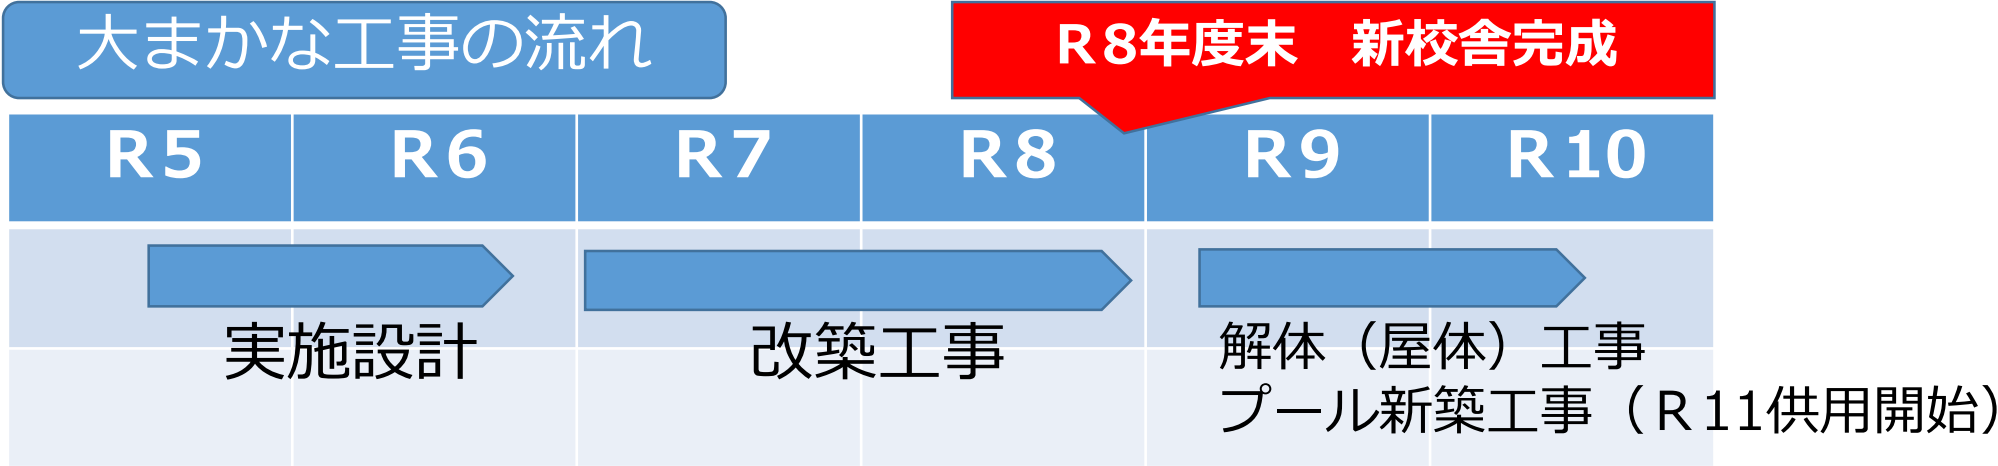 大まかな工事の流れ
R8年度末　新校舎完成
R5 R6 R7 R8 R9 R10
実施設計
改築工事
解体（屋体）工事
プール新築工事（R11供用開始）